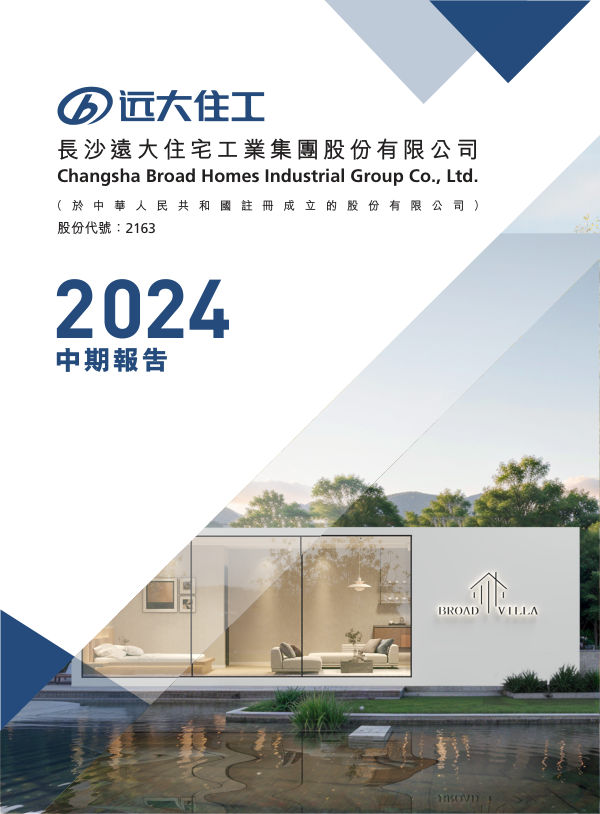 远大住工
長沙遠大住宅工業集團股份有限公司
Changsha Broad Homes Industrial Group Co., Ltd.
(於中華人民共和國註冊成立的股份有限公司)
股份代號：2163
2024
中期報告
BROAD VILLA